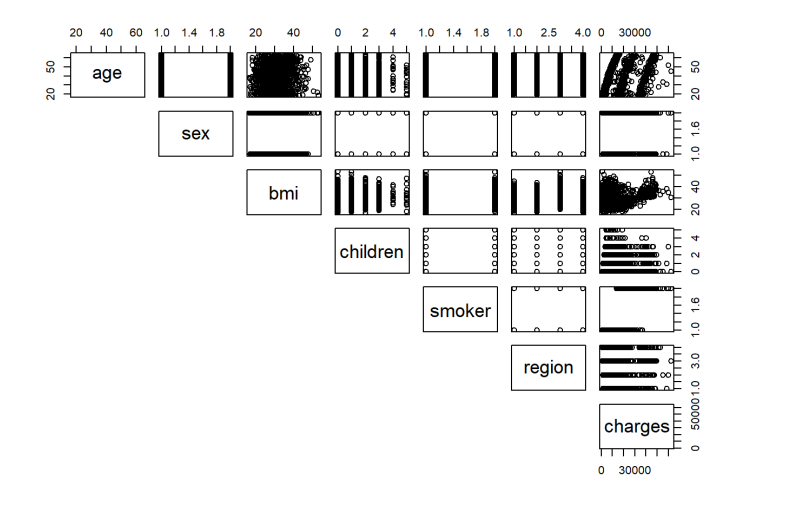 20 40 60 1.0 1.4 1.8 20 40 0 2 4 1.0 1.4 1.8 1.0 2.5 4.0 0 30000
age 20 50 20 50
sex 1.0 1.6
bmi 20 40
children 0 2 4
smoker 1.0 1.6
region 1.0 3.0
charges 0 50000
0 30000